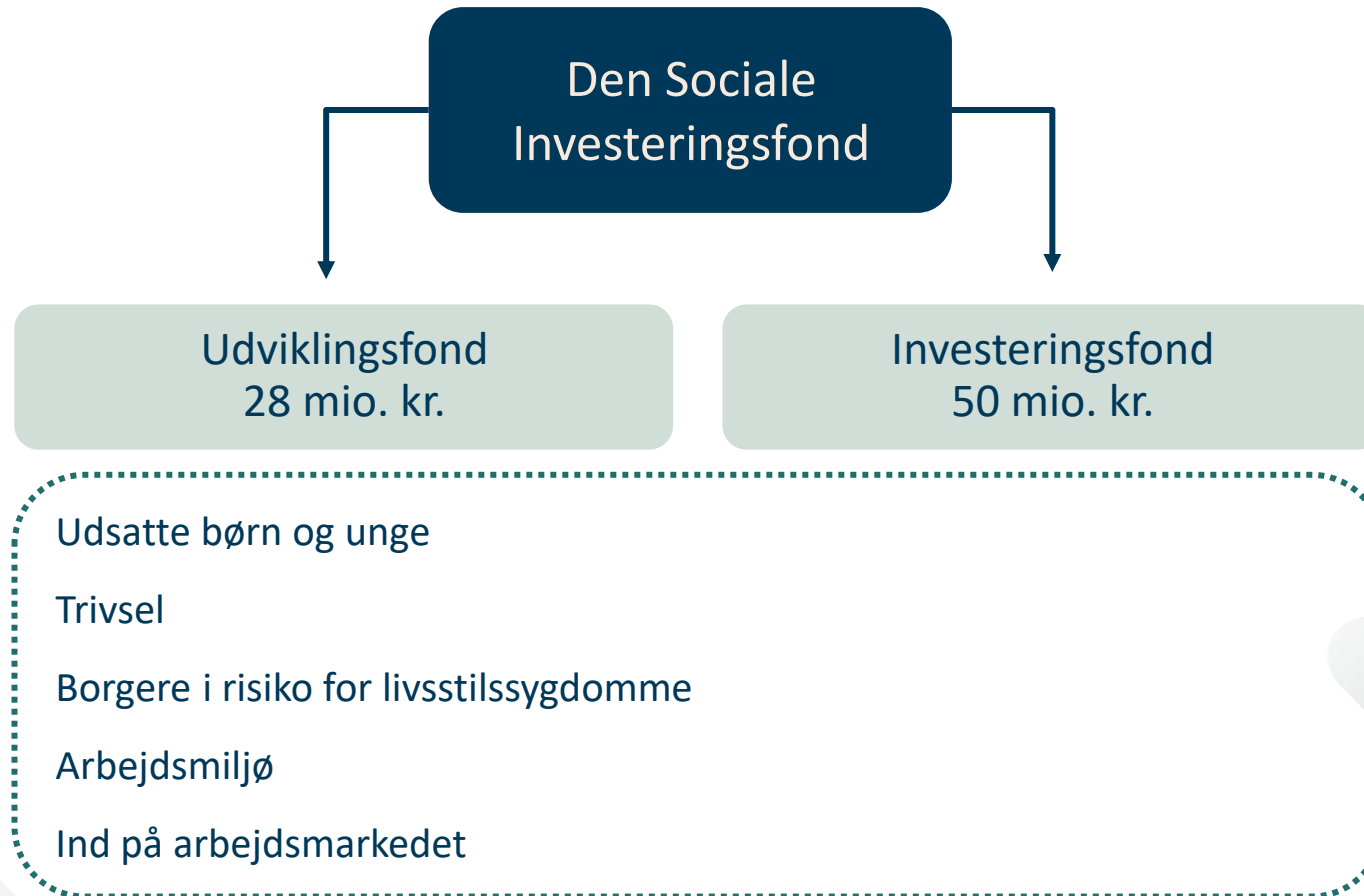 Den Sociale
Investeringsfond
Udviklingsfond
28 mio. kr.
Investeringsfond
50 mio. kr.
Udsatte børn og unge
Trivsel
Borgere i risiko for livsstilssygdomme
Arbejdsmiljø
Ind på arbejdsmarkedet